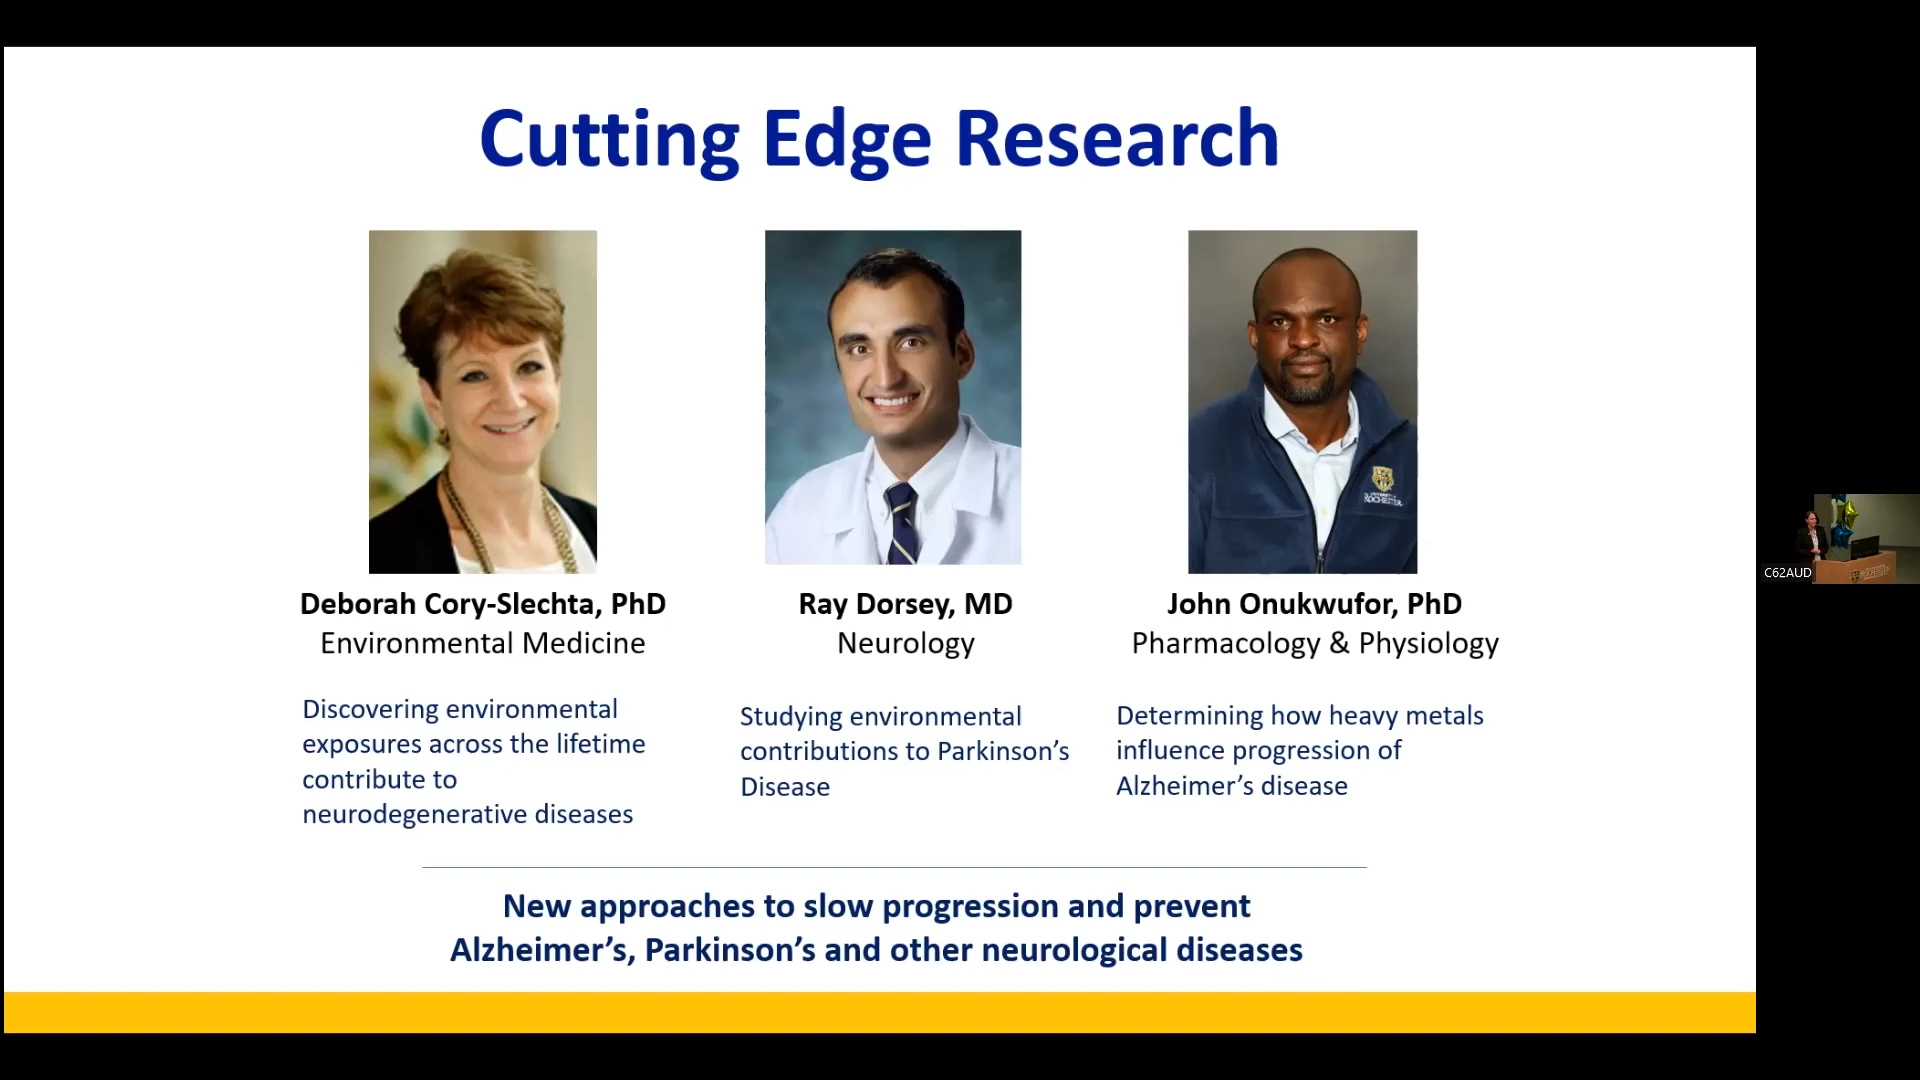 Cutting Edge Research
UNIVERSITY of
ROCHESTER
Deborah Cory-Slechta, PhD
Environmental Medicine
Discovering environmental
exposures across the lifetime
contribute to
neurodegenerative diseases
Ray Dorsey, MD
Neurology
Studying environmental
contributions to Parkinson’s
Disease
John Onukwufor, PhD
Pharmacology & Physiology
Determining how heavy metals
influence progression of
Alzheimer’s disease
New approaches to slow progression and prevent
Alzheimer’s, Parkinson’s and other neurological diseases
C62AUD